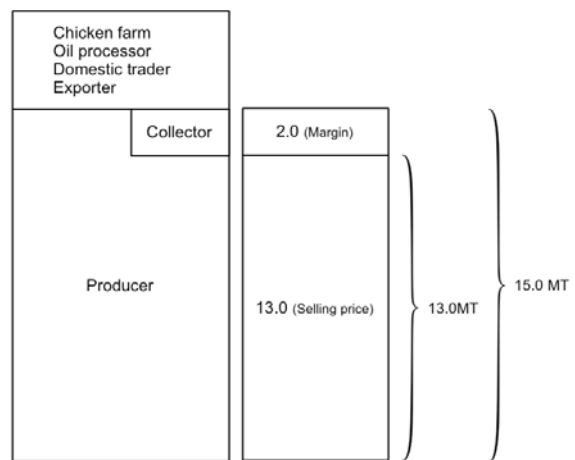 Chicken farm
Oil processor
Domestic trader
Exporter
Collector
2.0 (Margin)
Producer
13.0 (Selling price)
13.0MT
15.0 MT